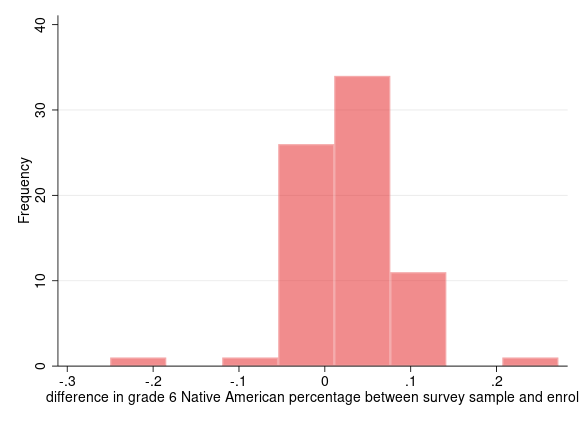 40
30
20
10
0
Frequency
-.3 -.2 -.1 0 .1 .2
difference in grade 6 Native American percentage between survey sample and enrol